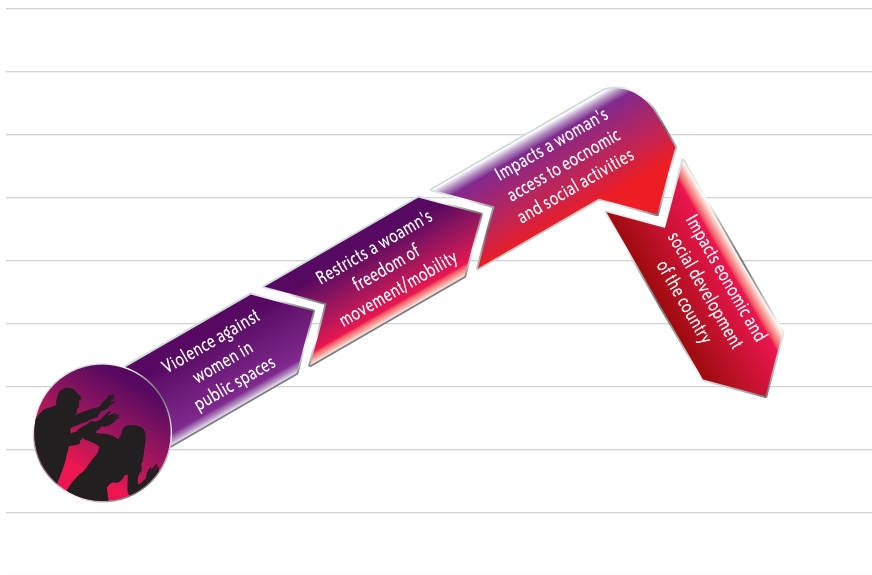 Violence against
women in
public spaces
Restricts a woamn's
freedom of
movement/mobility
Impacts a woman's
access to eocnomic
and social activities
Impacts eonomic and
social development
of the country